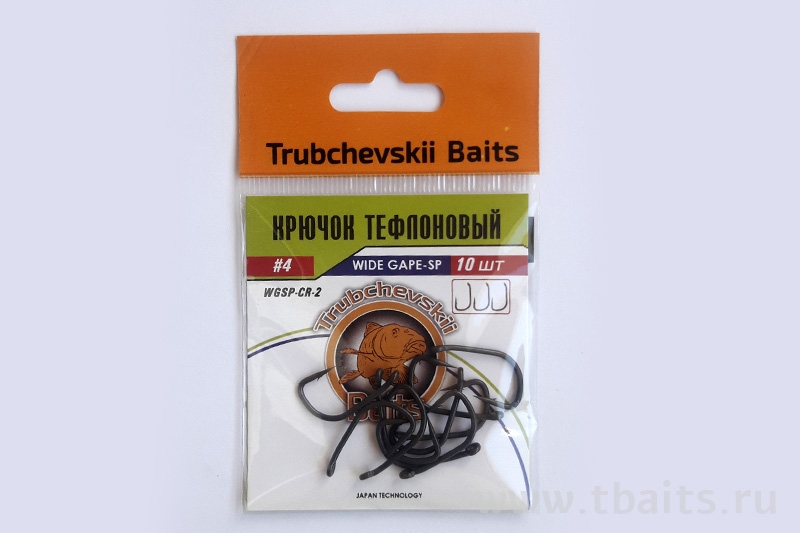 Trubchevskii Baits
КРЮЧОК ТЕФЛОНОВЫЙ
#4 WIDE GAPE-SP 10 ШТ
WGSP-CR-2
Trubchevskii
Baits
JAPAN TECHNOLOGY
www.tbaits.ru